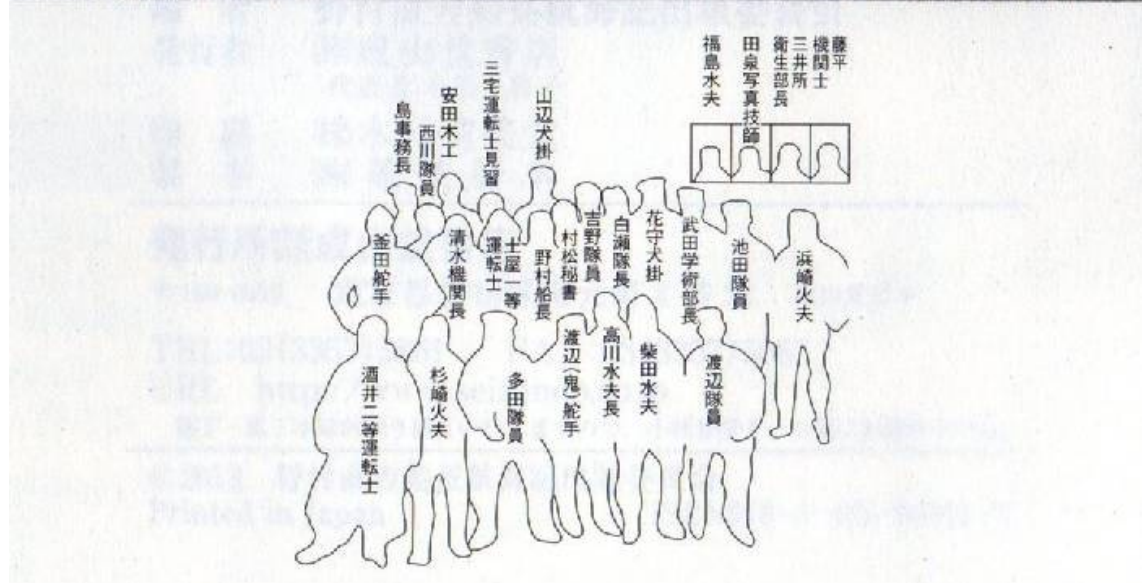 藤平
機関士
三井所
衛生部長
田泉写真技師
福島水夫
山辺犬掛
三宅運転士見習
安田木工
西川隊員
島事務長
浜崎火夫
池田隊員
武田学術部長
花守犬掛
白瀬隊長
吉野隊員
村松秘書
野村船長
土屋一等
運転士
清水機関長
釜田舵手
渡辺隊員
柴田水夫
高川水夫長
渡辺(鬼)舵手
多田隊員
杉崎火夫
酒井二等運転士
Printed in Japan